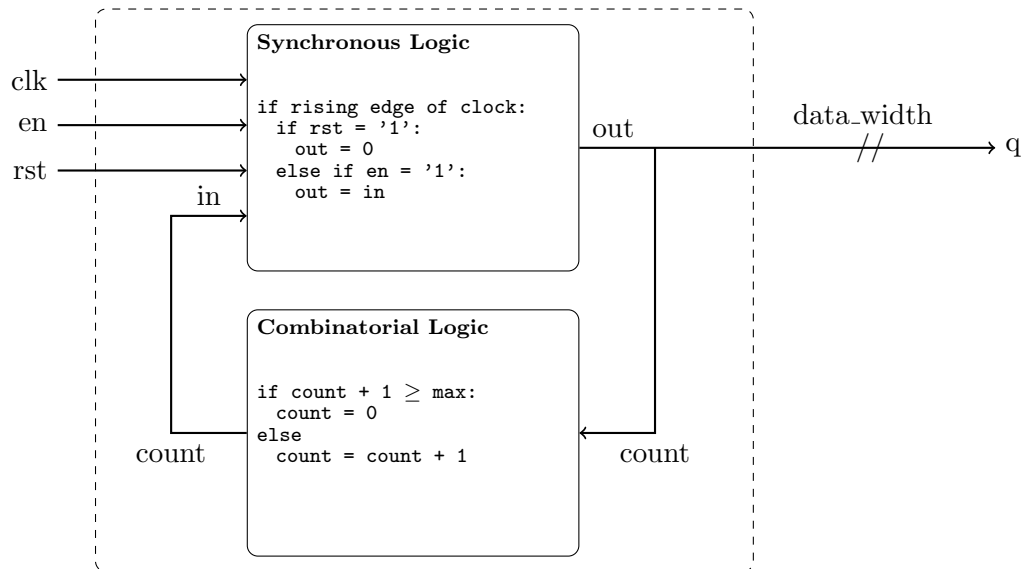 Synchronous Logic
clk
if rising edge of clock:
en
if rst = '1':
out = 0
rst
else if en = '1':
out = in
in
out
data_width
q
Combinatorial Logic
if count + 1 ≥ max:
count = 0
else
count = count + 1
count
count